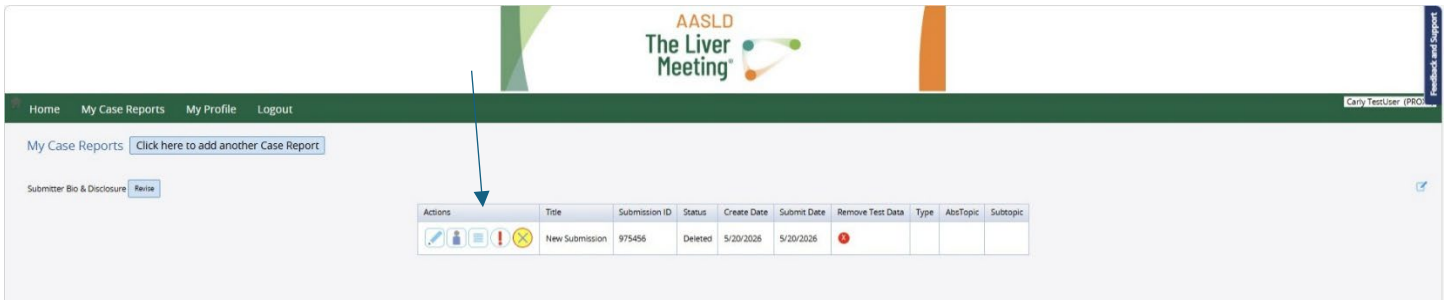 AASLD
The Liver
Meeting®
Feedback and Support
Home My Case Reports My Profile Logout
Carly TestUser (PRO
My Case Reports Click here to add another Case Report
Submitter Bio & Disclosure Revise
Actions Title Submission ID Status Create Date Submit Date Remove Test Data Type AbsTopic Subtopic
New Submission 975456 Deleted 5/20/2026 5/20/2026 X